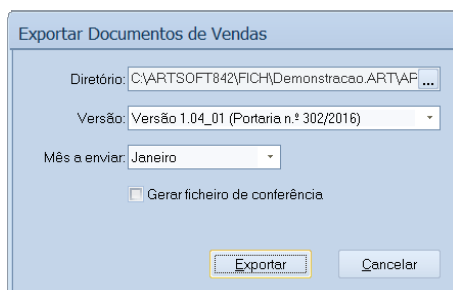 Exportar Documentos de Vendas
Diretório: C:\ARTSOFT842\FICH\Demonstracao.ART\AP ...
Versão: Versão 1.04_01 (Portaria n.º 302/2016)
Mês a enviar: Janeiro
Gerar ficheiro de conferência
Exportar Cancelar